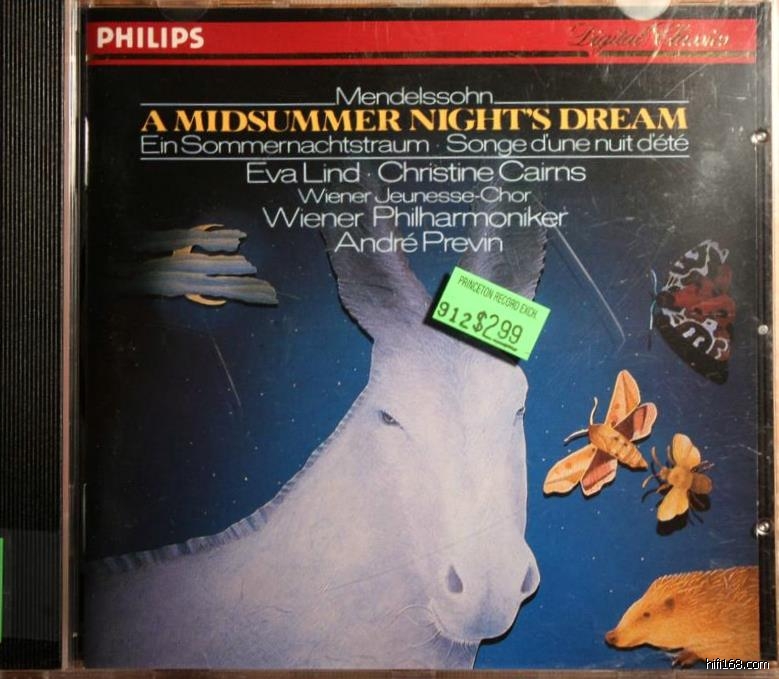 PHILIPS
Digital Classics
Mendelssohn
A MIDSUMMER NIGHT'S DREAM
Ein Sommernachtstraum · Songe d'une nuit d'été
Eva Lind · Christine Cairns
Wiener Jeunesse-Chor
Wiener Philharmoniker
André Previn
PRINCETON RECORD EXCH.
912 $2.99
hifi168.com